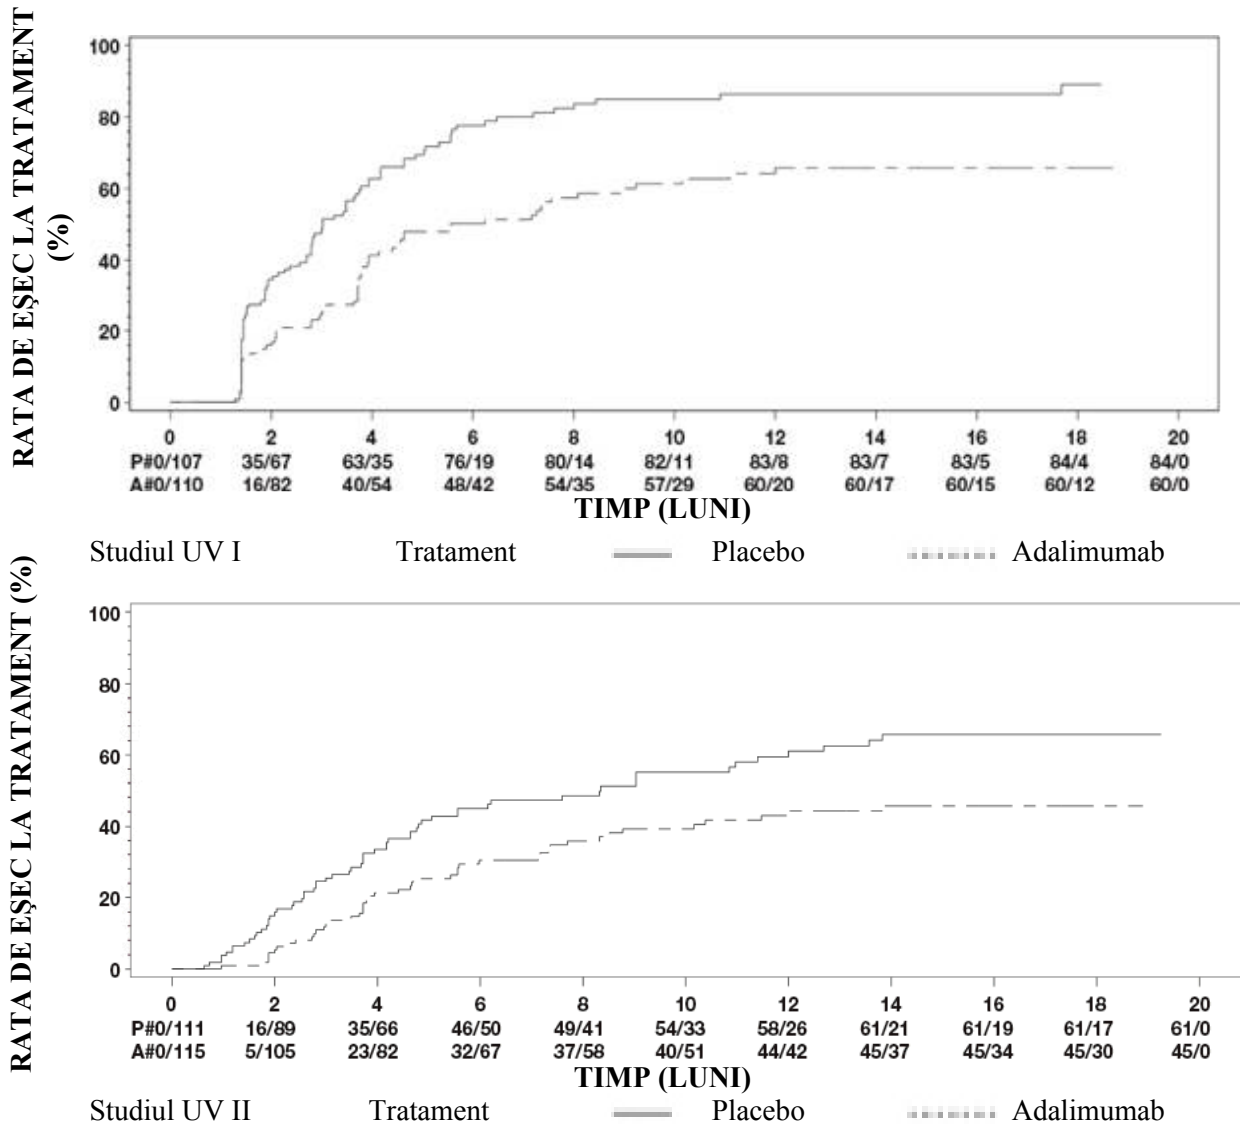 RATA DE EŞEC LA TRATAMENT
(%)
100
80
60
40
20
0
0 2 4 6 8 10 12 14 16 18 20
P#0/107 35/67 63/35 76/19 80/14 82/11 83/8 83/7 83/5 84/4 84/0
A#0/110 16/82 40/54 48/42 54/35 57/29 60/20 60/17 60/15 60/12 60/0
TIMP (LUNI)
Studiul UV I Tratament Placebo Adalimumab
RATA DE EŞEC LA TRATAMENT (%)
100
80
60
40
20
0
0 2 4 6 8 10 12 14 16 18 20
P#0/111 16/89 35/66 46/50 49/41 54/33 58/26 61/21 61/19 61/17 61/0
A#0/115 5/105 23/82 32/67 37/58 40/51 44/42 45/37 45/34 45/30 45/0
TIMP (LUNI)
Studiul UV II Tratament Placebo Adalimumab